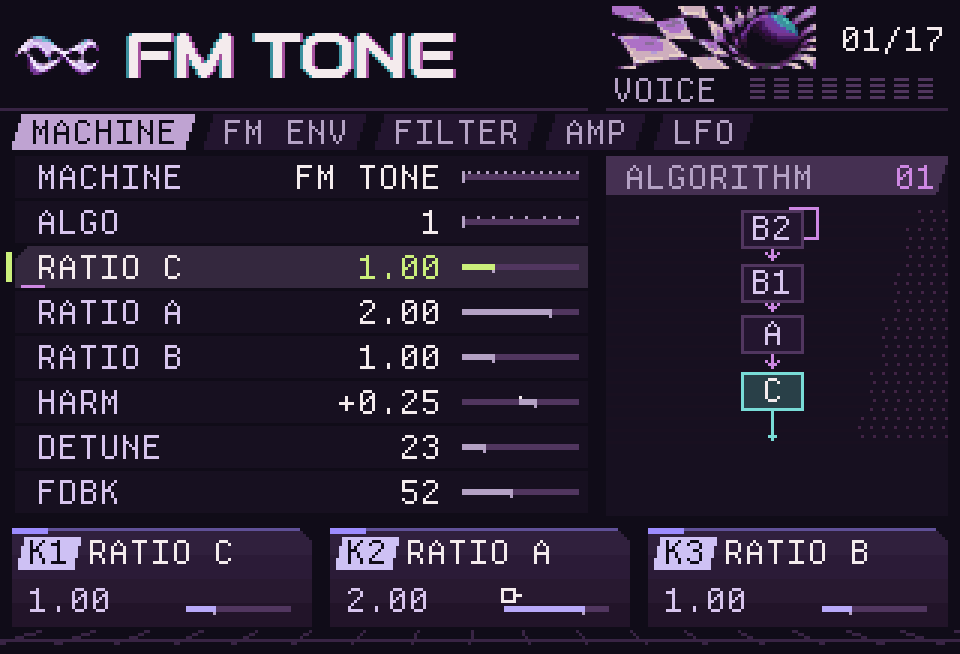 FM TONE
01/17
VOICE
MACHINE FM ENV FILTER AMP LFO
MACHINE FM TONE
ALGO 1
RATIO C 1.00
RATIO A 2.00
RATIO B 1.00
HARM +0.25
DETUNE 23
FDBK 52
ALGORITHM 01
B2
B1
A
C
K1 RATIO C
1.00
K2 RATIO A
2.00
K3 RATIO B
1.00